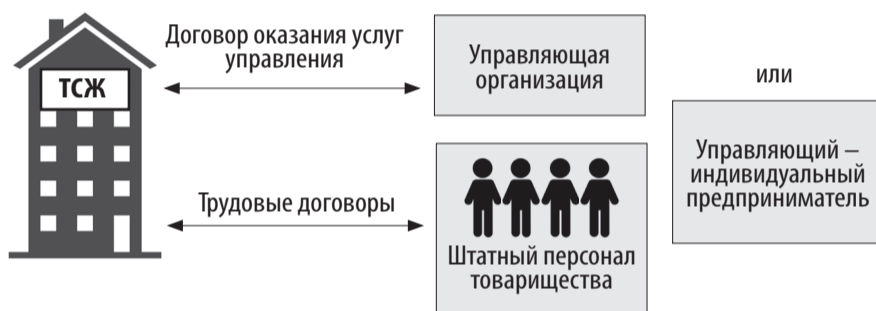 Договор оказания услуг
управления
ТСЖ
Управляющая
организация
или
Управляющий –
индивидуальный
предприниматель
Трудовые договоры
Штатный персонал
товарищества